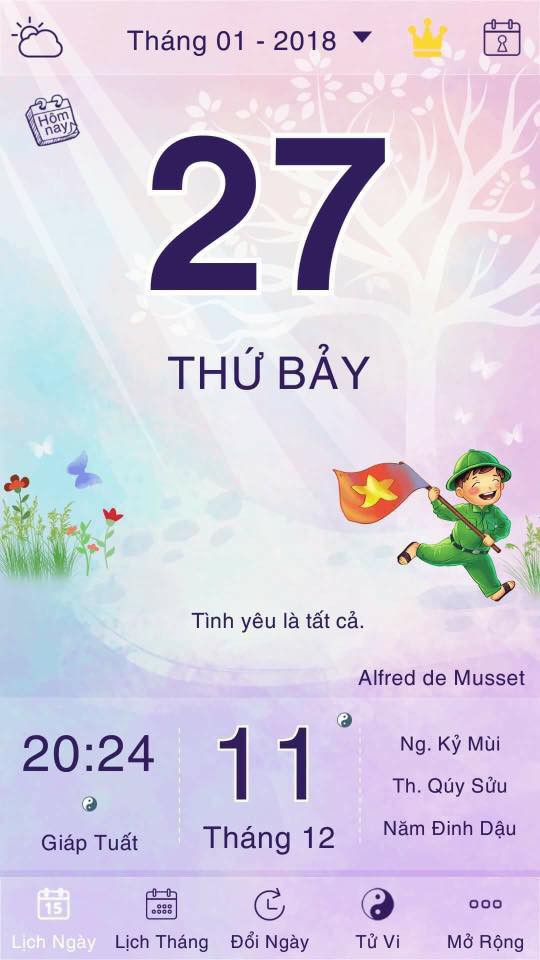 Tháng 01 - 2018
Hôm
nay
27
THỨ BẢY
Tình yêu là tất cả.
Alfred de Musset
20:24
Giáp Tuất
11
Tháng 12
Ng. Kỷ Mùi
Th. Qúy Sửu
Năm Đinh Dậu
15
Lịch Ngày
Lịch Tháng
Đổi Ngày
Tử Vi
Mở Rộng